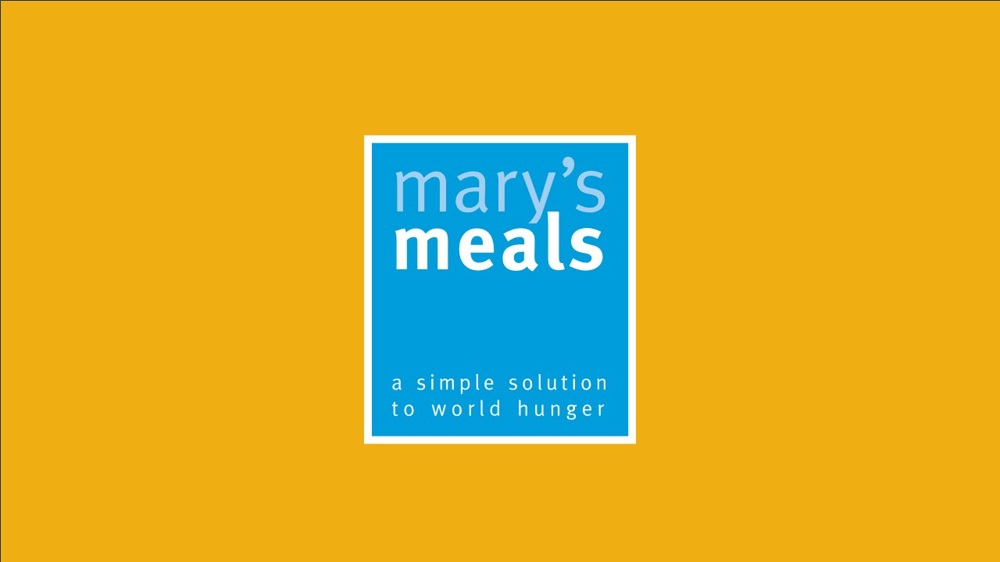 mary's
meals
a simple solution
to world hunger